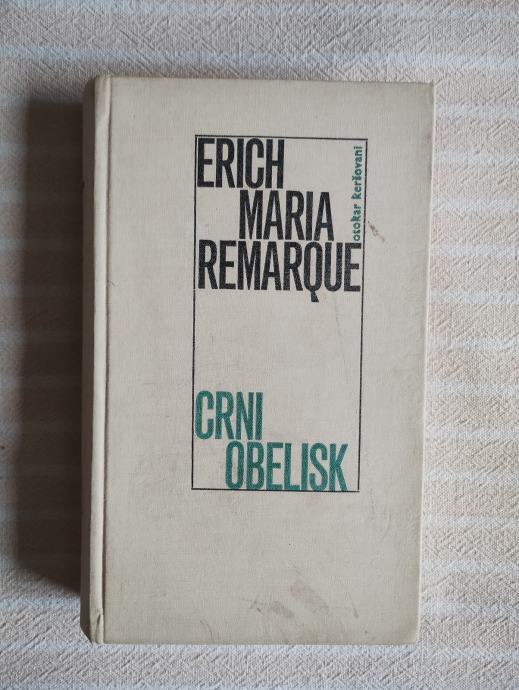 ERICH
MARIA
REMARQUE
otokar keršovani
CRNI
OBELISK